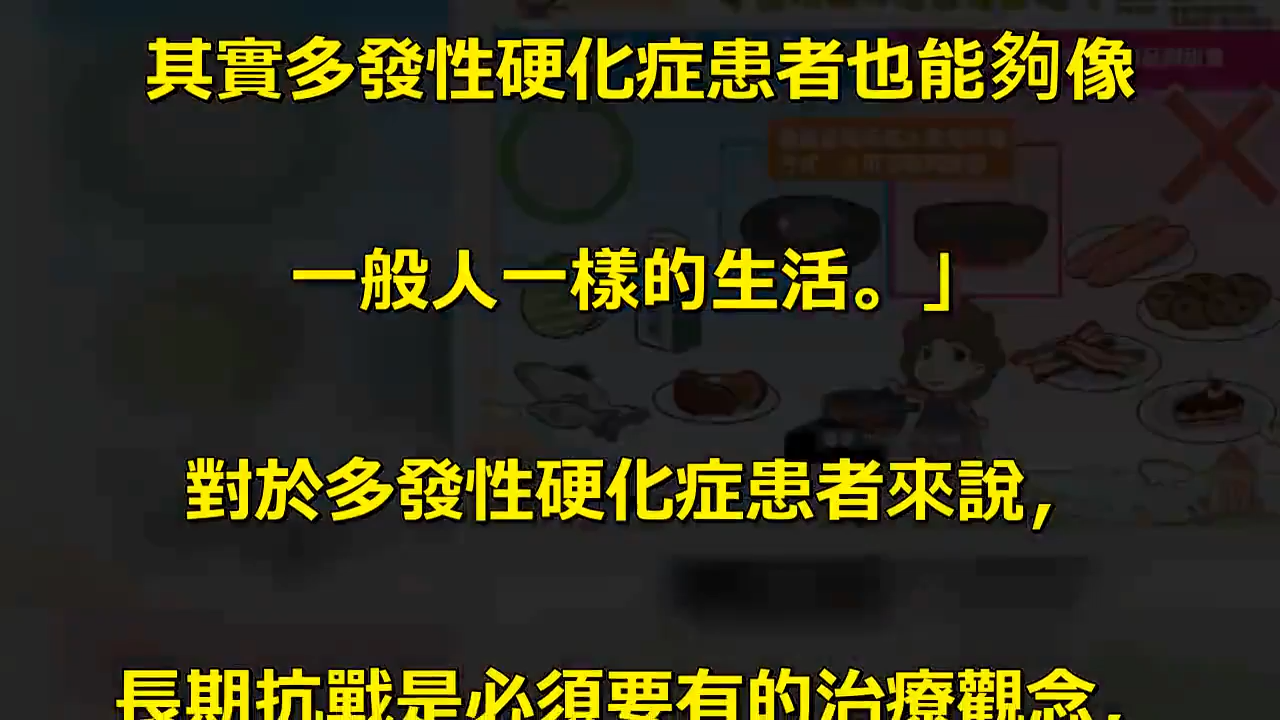 其實多發性硬化症患者也能夠像
一般人一樣的生活。」
對於多發性硬化症患者來說，
長期抗戰是必須要有的治療觀念，